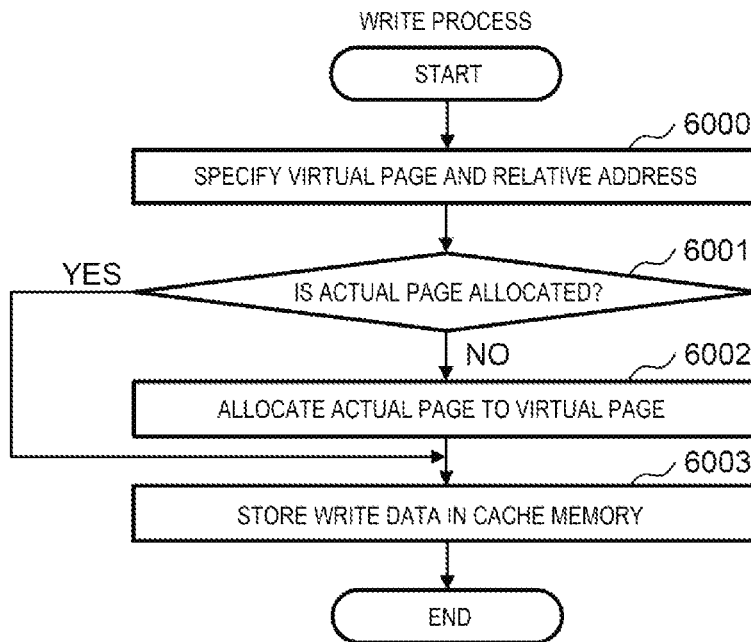 WRITE PROCESS
START
6000
SPECIFY VIRTUAL PAGE AND RELATIVE ADDRESS
6001
YES
IS ACTUAL PAGE ALLOCATED?
NO
6002
ALLOCATE ACTUAL PAGE TO VIRTUAL PAGE
6003
STORE WRITE DATA IN CACHE MEMORY
END